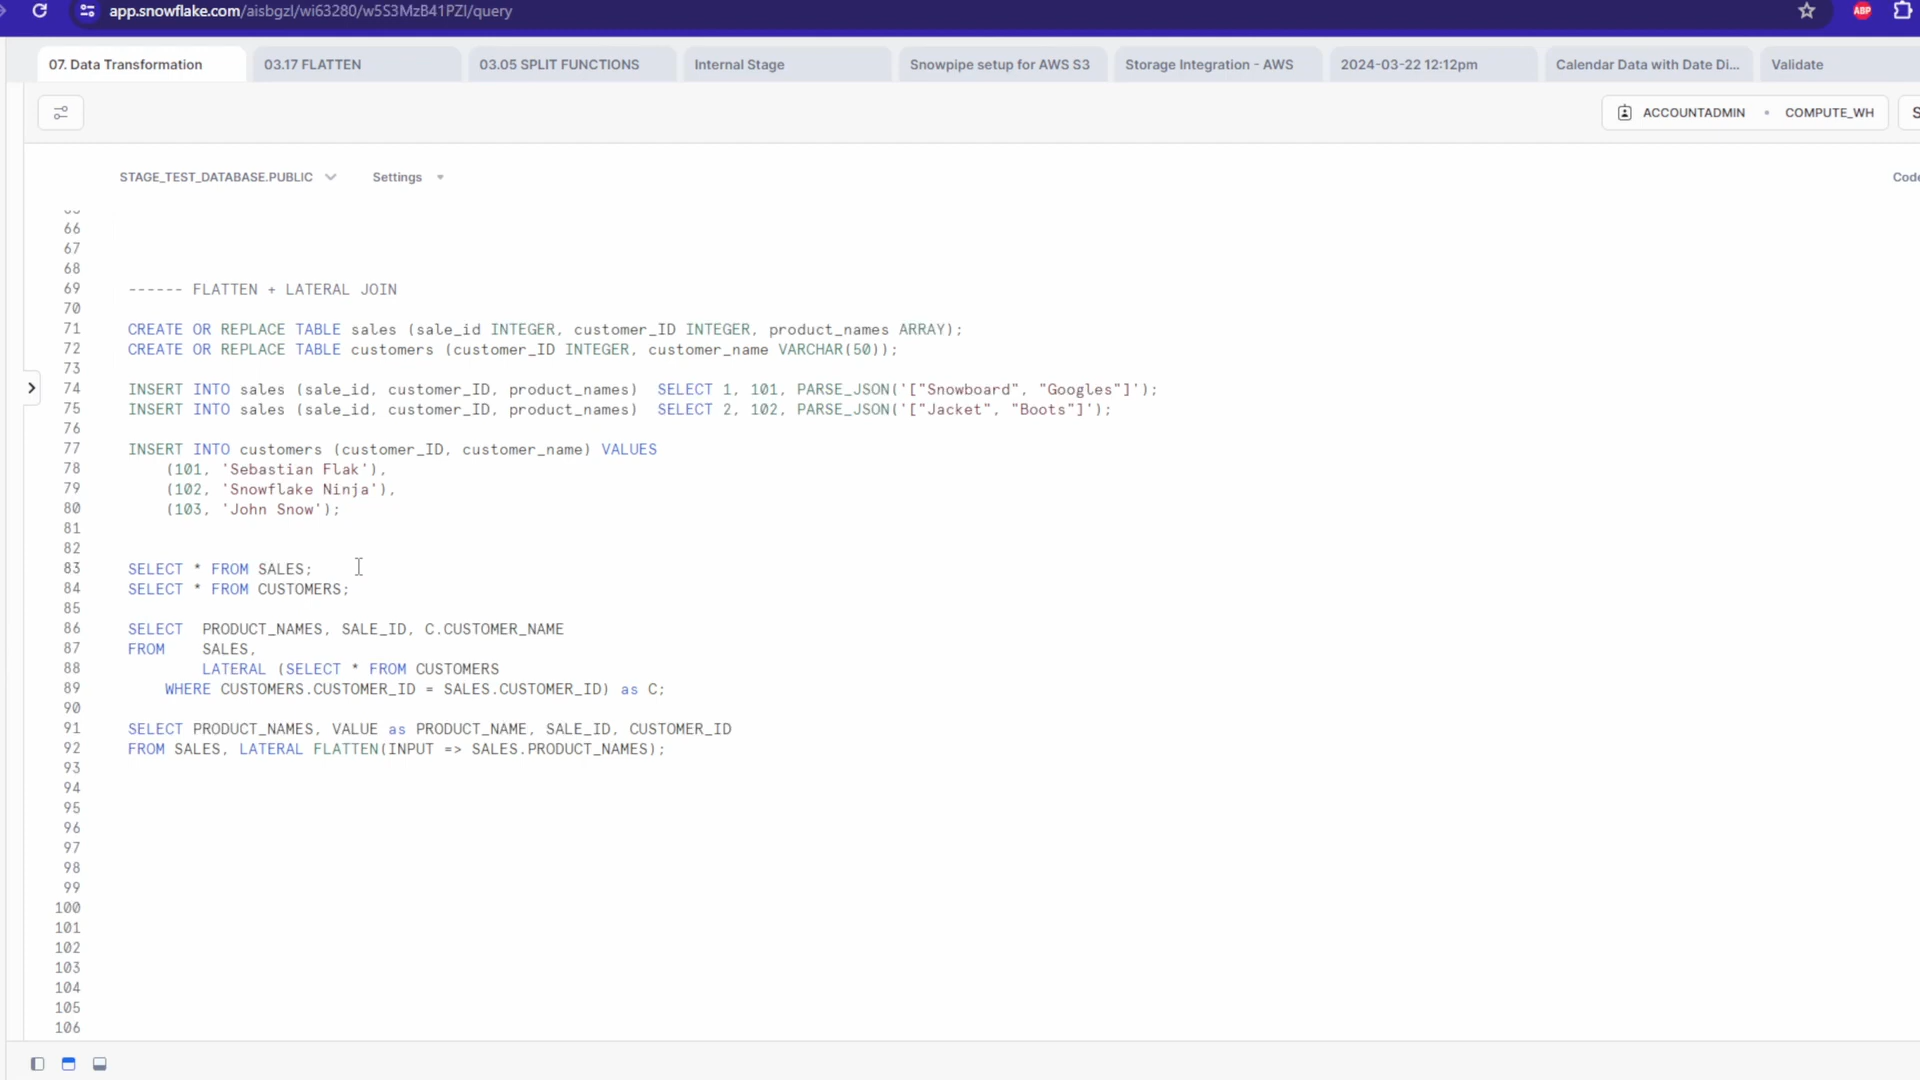 app.snowflake.com/aisbgzl/wi63280/w5S3MzB41PZI/query
ABP
07. Data Transformation
03.17 FLATTEN
03.05 SPLIT FUNCTIONS
Internal Stage
Snowpipe setup for AWS S3
Storage Integration - AWS
2024-03-22 12:12pm
Calendar Data with Date Di...
Validate
ACCOUNTADMIN • COMPUTE_WH
S
STAGE_TEST_DATABASE.PUBLIC
Settings
Code
66
67
68
69 ------ FLATTEN + LATERAL JOIN
70
71 CREATE OR REPLACE TABLE sales (sale_id INTEGER, customer_ID INTEGER, product_names ARRAY);
72 CREATE OR REPLACE TABLE customers (customer_ID INTEGER, customer_name VARCHAR(50));
73
74 INSERT INTO sales (sale_id, customer_ID, product_names)  SELECT 1, 101, PARSE_JSON('["Snowboard", "Googles"]');
75 INSERT INTO sales (sale_id, customer_ID, product_names)  SELECT 2, 102, PARSE_JSON('["Jacket", "Boots"]');
76
77 INSERT INTO customers (customer_ID, customer_name) VALUES
78     (101, 'Sebastian Flak'),
79     (102, 'Snowflake Ninja'),
80     (103, 'John Snow');
81
82
83 SELECT * FROM SALES;
84 SELECT * FROM CUSTOMERS;
85
86 SELECT  PRODUCT_NAMES, SALE_ID, C.CUSTOMER_NAME
87 FROM    SALES,
88         LATERAL (SELECT * FROM CUSTOMERS
89     WHERE CUSTOMERS.CUSTOMER_ID = SALES.CUSTOMER_ID) as C;
90
91 SELECT PRODUCT_NAMES, VALUE as PRODUCT_NAME, SALE_ID, CUSTOMER_ID
92 FROM SALES, LATERAL FLATTEN(INPUT => SALES.PRODUCT_NAMES);
93
94
95
96
97
98
99
100
101
102
103
104
105
106